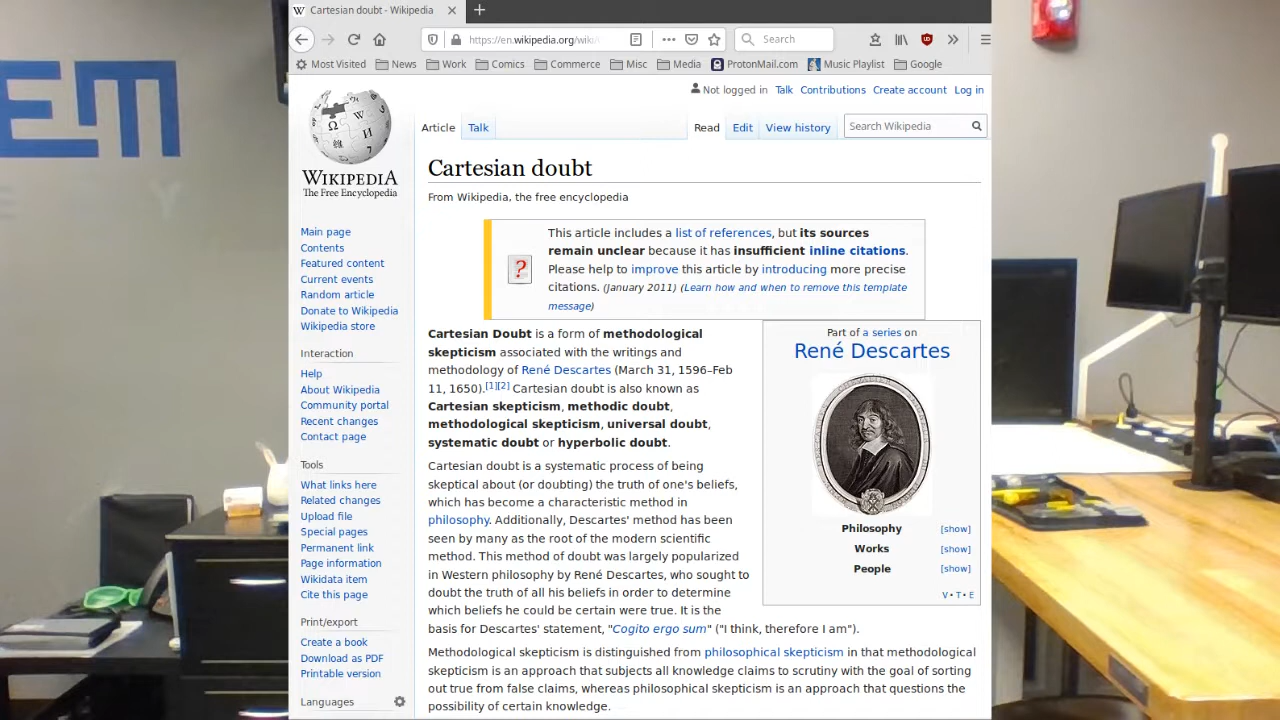 EM
Cartesian doubt - Wikipedia
https://en.wikipedia.org/wiki/
Search
Most Visited
News
Work
Comics
Commerce
Misc
Media
ProtonMail.com
Music Playlist
Google
Not logged in
Talk
Contributions
Create account
Log in
Article
Talk
Read
Edit
View history
Search Wikipedia
WIKIPEDIA
The Free Encyclopedia
Main page
Contents
Featured content
Current events
Random article
Donate to Wikipedia
Wikipedia store
Interaction
Help
About Wikipedia
Community portal
Recent changes
Contact page
Tools
What links here
Related changes
Upload file
Special pages
Permanent link
Page information
Wikidata item
Cite this page
Print/export
Create a book
Download as PDF
Printable version
Languages
Cartesian doubt
From Wikipedia, the free encyclopedia
This article includes a list of references, but its sources
remain unclear because it has insufficient inline citations.
Please help to improve this article by introducing more precise
citations. (January 2011) (Learn how and when to remove this template
message)
Cartesian Doubt is a form of methodological
skepticism associated with the writings and
methodology of René Descartes (March 31, 1596–Feb
11, 1650).[1][2] Cartesian doubt is also known as
Cartesian skepticism, methodic doubt,
methodological skepticism, universal doubt,
systematic doubt or hyperbolic doubt.
Cartesian doubt is a systematic process of being
skeptical about (or doubting) the truth of one's beliefs,
which has become a characteristic method in
philosophy. Additionally, Descartes' method has been
seen by many as the root of the modern scientific
method. This method of doubt was largely popularized
in Western philosophy by René Descartes, who sought to
doubt the truth of all his beliefs in order to determine
which beliefs he could be certain were true. It is the
basis for Descartes' statement, "Cogito ergo sum" ("I think, therefore I am").
Methodological skepticism is distinguished from philosophical skepticism in that methodological
skepticism is an approach that subjects all knowledge claims to scrutiny with the goal of sorting
out true from false claims, whereas philosophical skepticism is an approach that questions the
possibility of certain knowledge.
Part of a series on
René Descartes
Philosophy [show]
Works [show]
People [show]
V • T • E